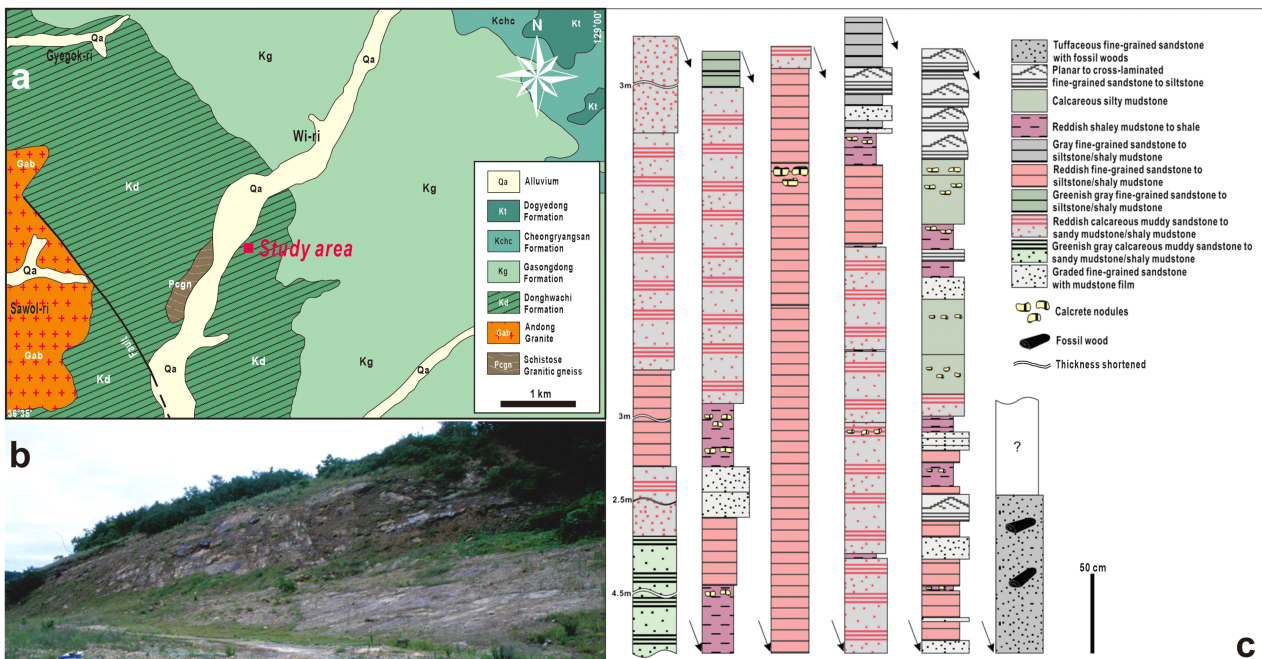 a
Gyegok-ri
Qa
Kg
Qa
N
Kchc
Kt
129°00'
Kt
Wi-ri
Gab
Kd
Qa
Kg
Study area
Qa
Pcgn
Sawol-ri
Gab
Fault
Kd
Kg
Qa
Kd
Qa
36°35'
Qa Alluvium
Kt Dogyedong
Formation
Kchc Cheongryangsan
Formation
Kg Gasongdong
Formation
Kd Donghwachi
Formation
Gab Andong
Granite
Pcgn Schistose
Granitic gneiss
1 km
b
3m
3m
2.5m
4.5m
?
Tuffaceous fine-grained sandstone
with fossil woods
Planar to cross-laminated
fine-grained sandstone to siltstone
Calcareous silty mudstone
Reddish shaley mudstone to shale
Gray fine-grained sandstone to
siltstone/shaly mudstone
Reddish fine-grained sandstone to
siltstone/shaly mudstone
Greenish gray fine-grained sandstone to
siltstone/shaly mudstone
Reddish calcareous muddy sandstone to
sandy mudstone/shaly mudstone
Greenish gray calcareous muddy sandstone to
sandy mudstone/shaly mudstone
Graded fine-grained sandstone
with mudstone film
Calcrete nodules
Fossil wood
Thickness shortened
50 cm
c